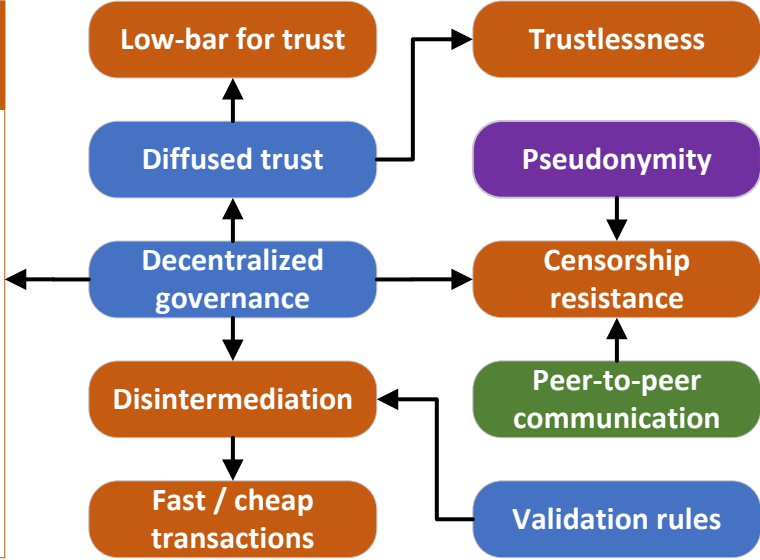 Low-bar for trust
Trustlessness
Diffused trust
Pseudonymity
Decentralized
governance
Censorship
resistance
Disintermediation
Peer-to-peer
communication
Fast / cheap
transactions
Validation rules